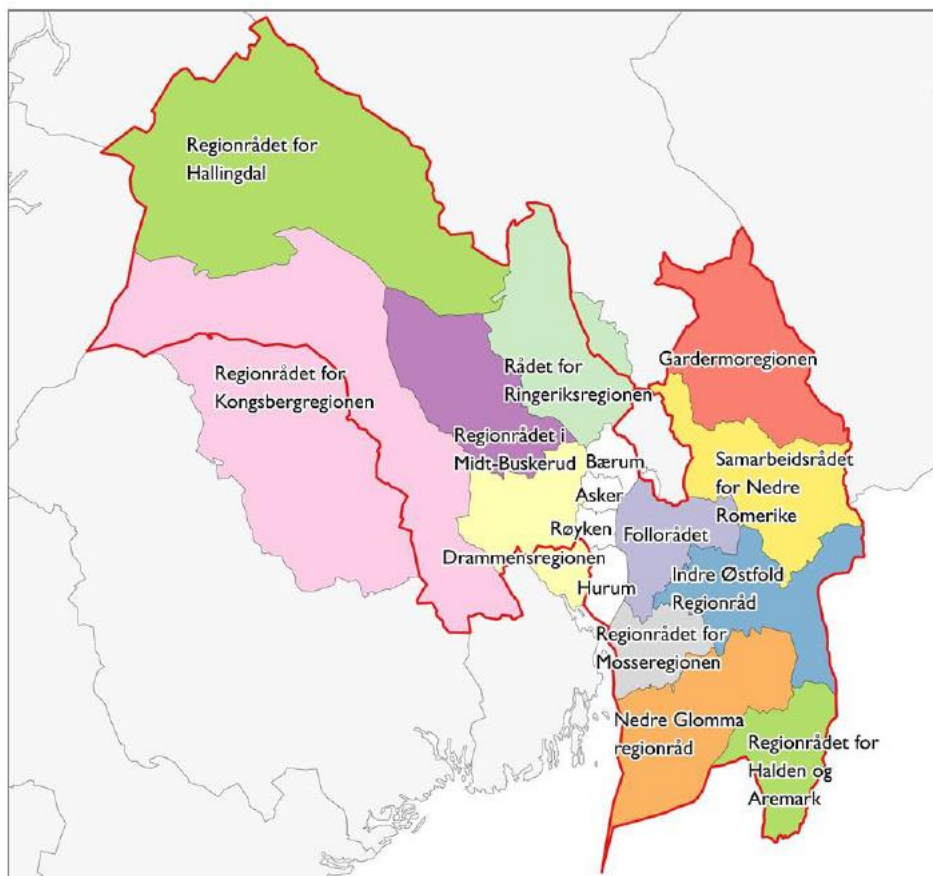 Regionrådet for
Hallingdal
Gardermoregionen
Rådet for
Ringeriksregionen
Regionrådet for
Kongsbergregionen
Regionrådet i
Midt-Buskerud
Bærum
Samarbeidsrådet
for Nedre
Romerike
Asker
Røyken
Follorådet
Drammensregionen
Hurum
Indre Østfold
Regionråd
Regionrådet for
Mosseregionen
Nedre Glomma
regionråd
Regionrådet for
Halden og
Aremark